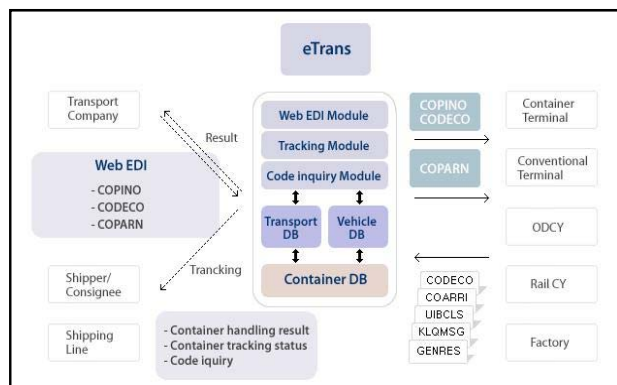 eTrans
Transport
Company
Result
Web EDI
- COPINO
- CODECO
- COPARN
Trancking
Shipper/
Consignee
Shipping
Line
- Container handling result
- Container tracking status
- Code iquiry
Web EDI Module
Tracking Module
Code inquiry Module
Transport
DB
Vehicle
DB
Container DB
COPINO
CODECO
COPARN
CODECO
COARRI
UIBCLS
KLQMSG
GENRES
Container
Terminal
Conventional
Terminal
ODCY
Rail CY
Factory